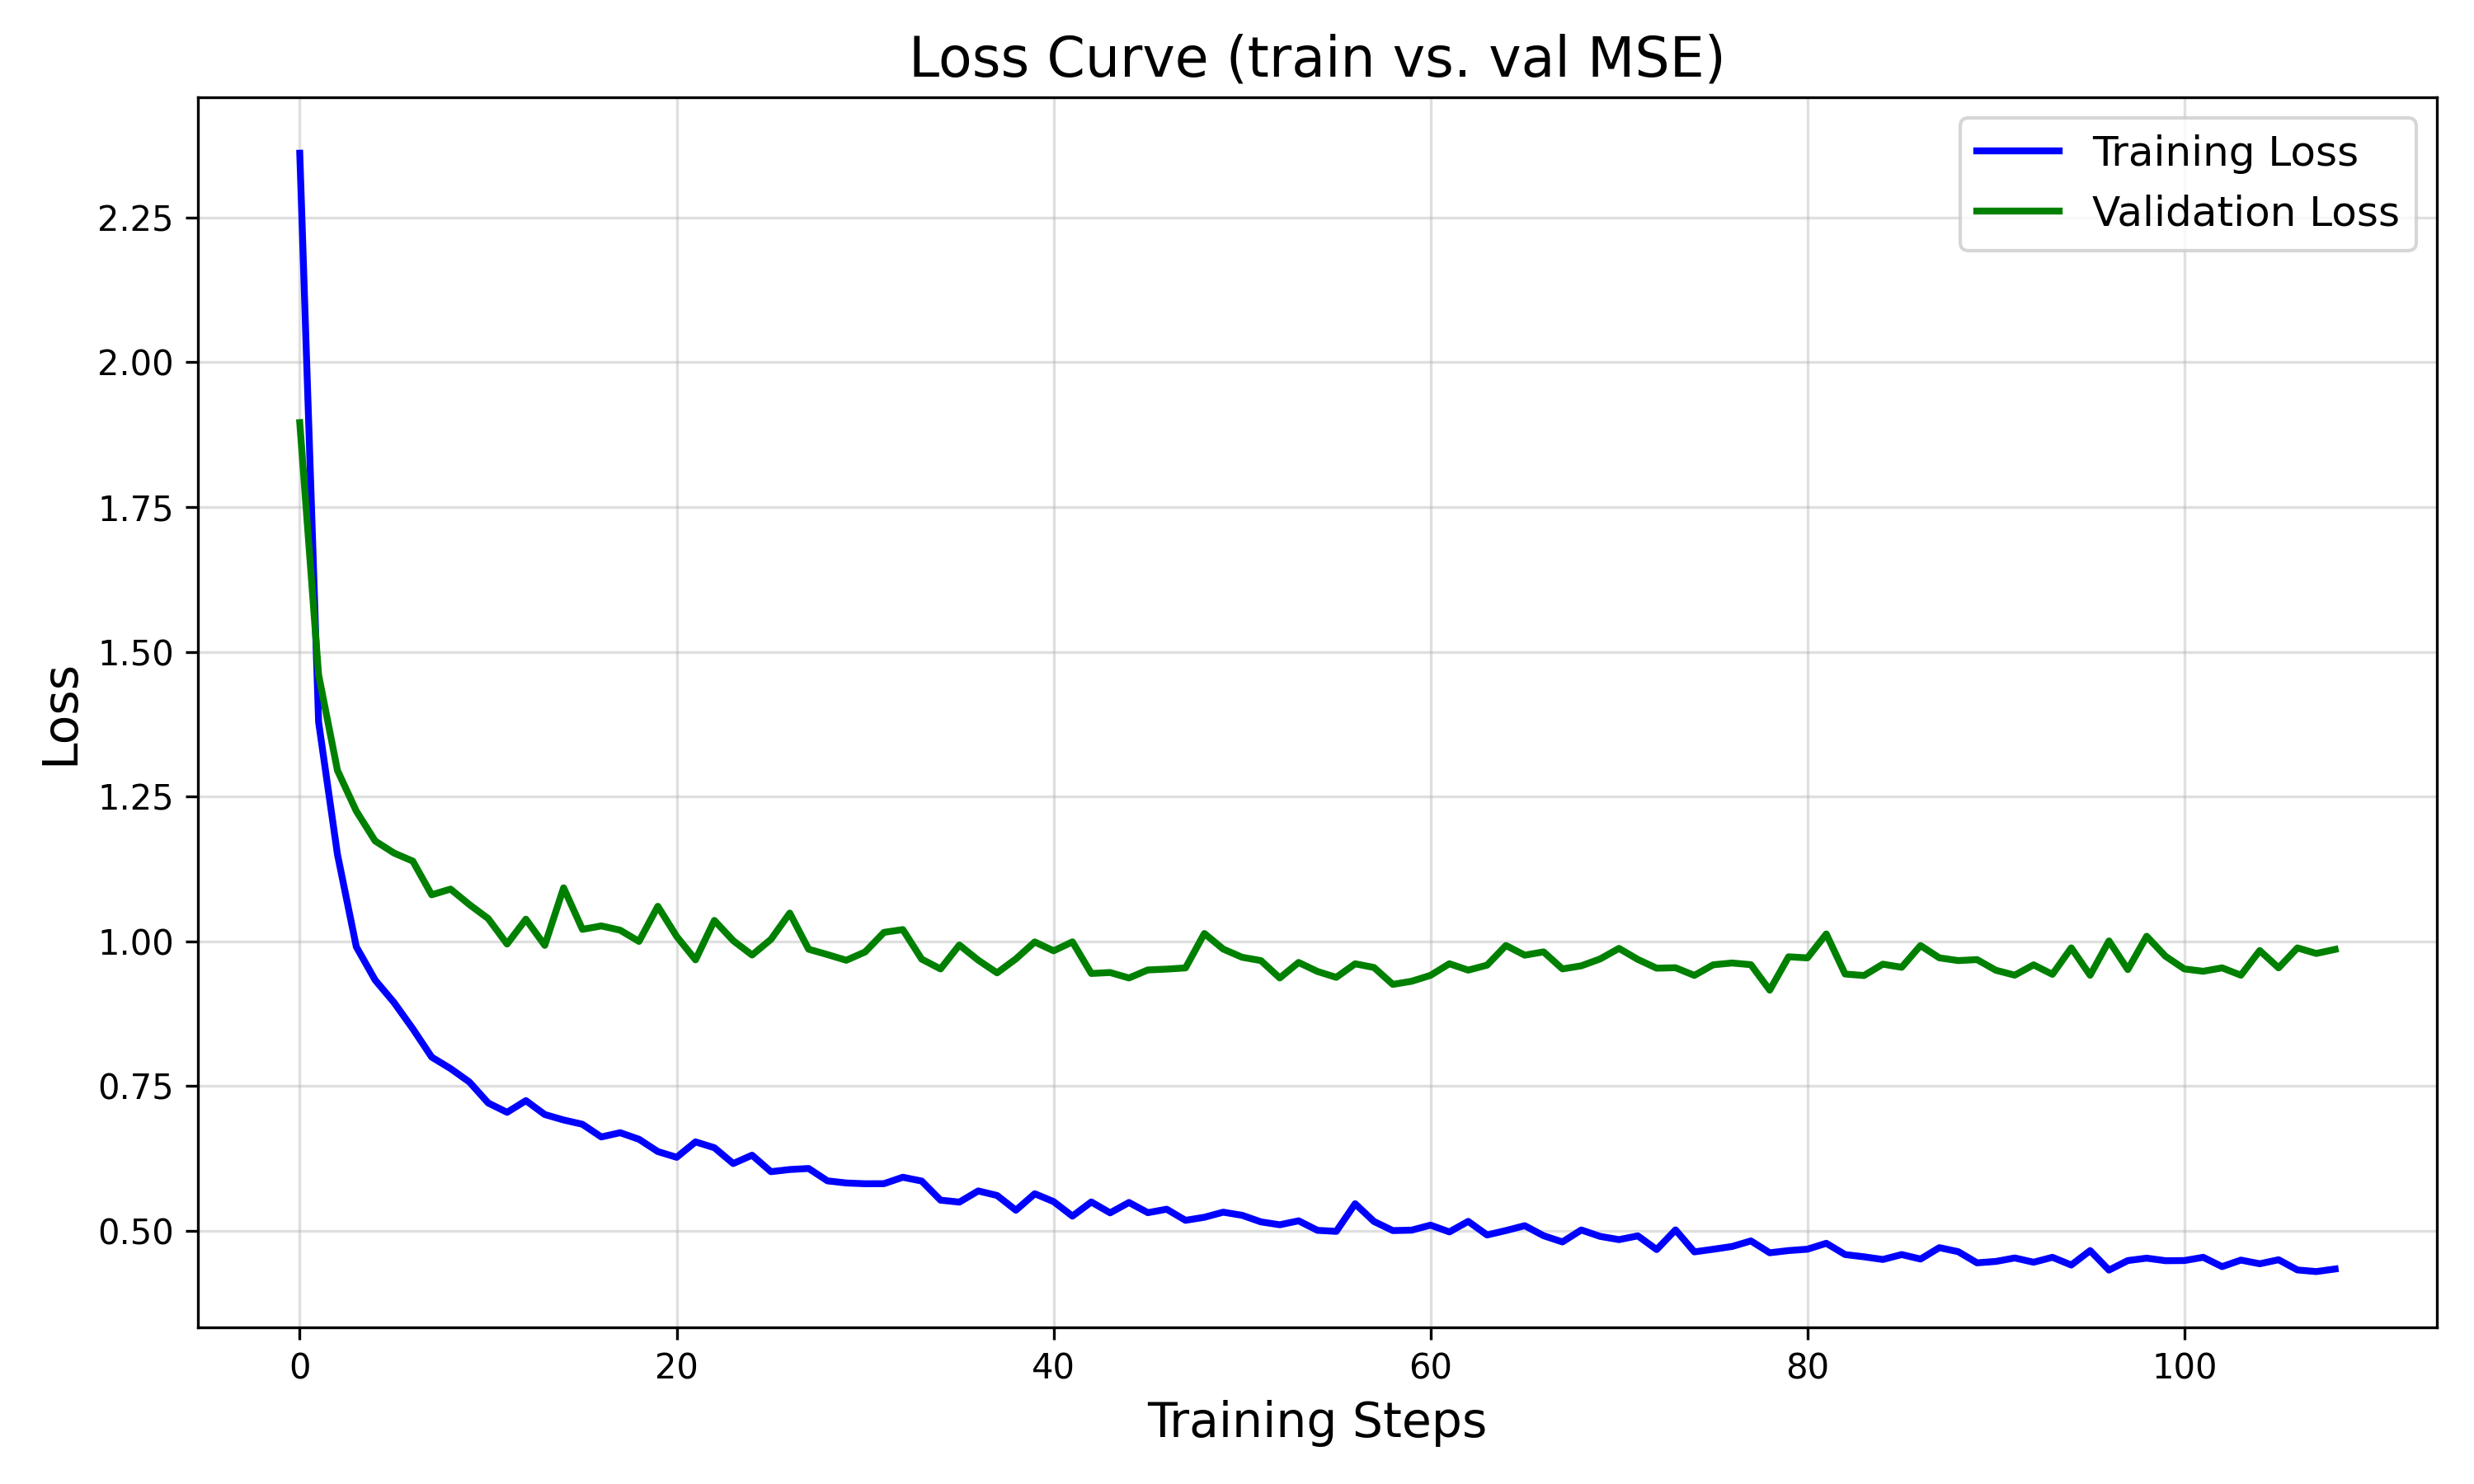 Loss Curve (train vs. val MSE)
Training Loss
Validation Loss
2.25
2.00
1.75
1.50
1.25
1.00
0.75
0.50
Loss
0
20
40
60
80
100
Training Steps